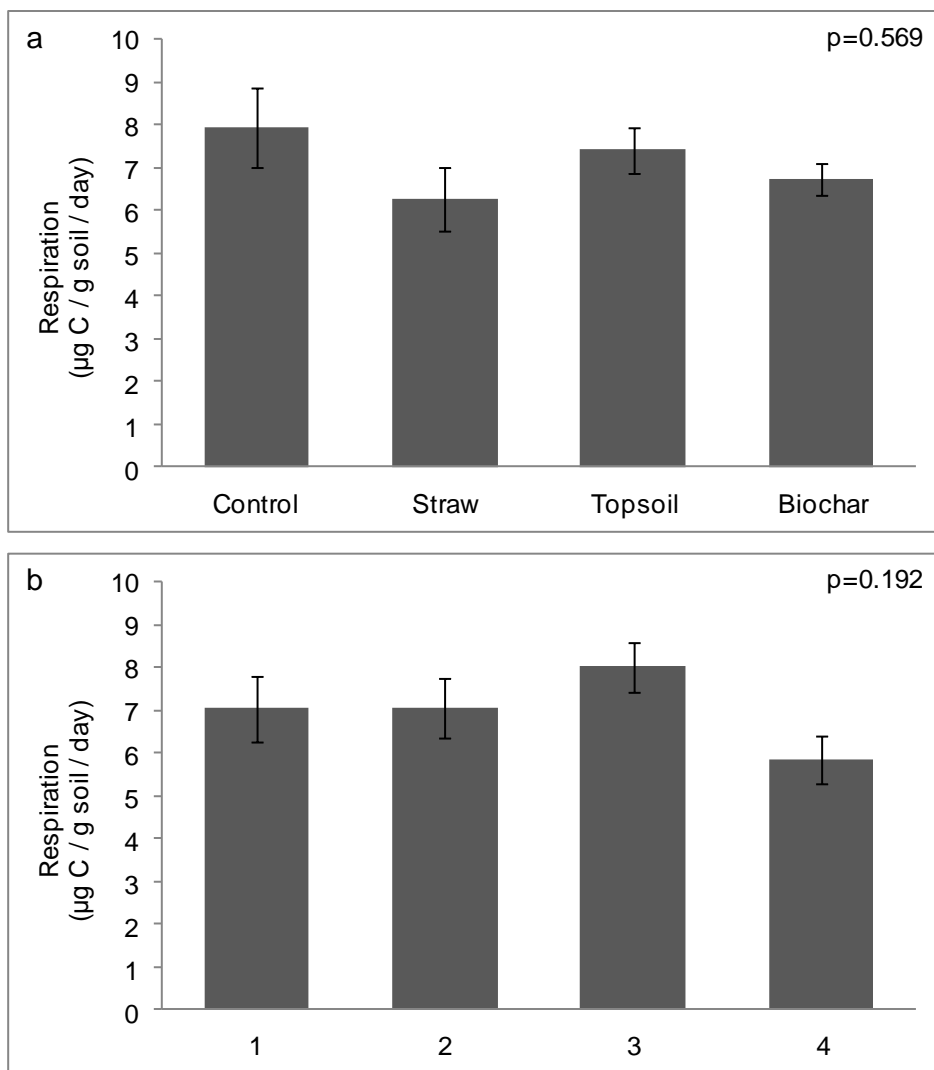 a
p=0.569
10
9
8
7
6
5
4
3
2
1
0
Respiration
(µg C / g soil / day)
Control Straw Topsoil Biochar
b
p=0.192
10
9
8
7
6
5
4
3
2
1
0
Respiration
(µg C / g soil / day)
1 2 3 4